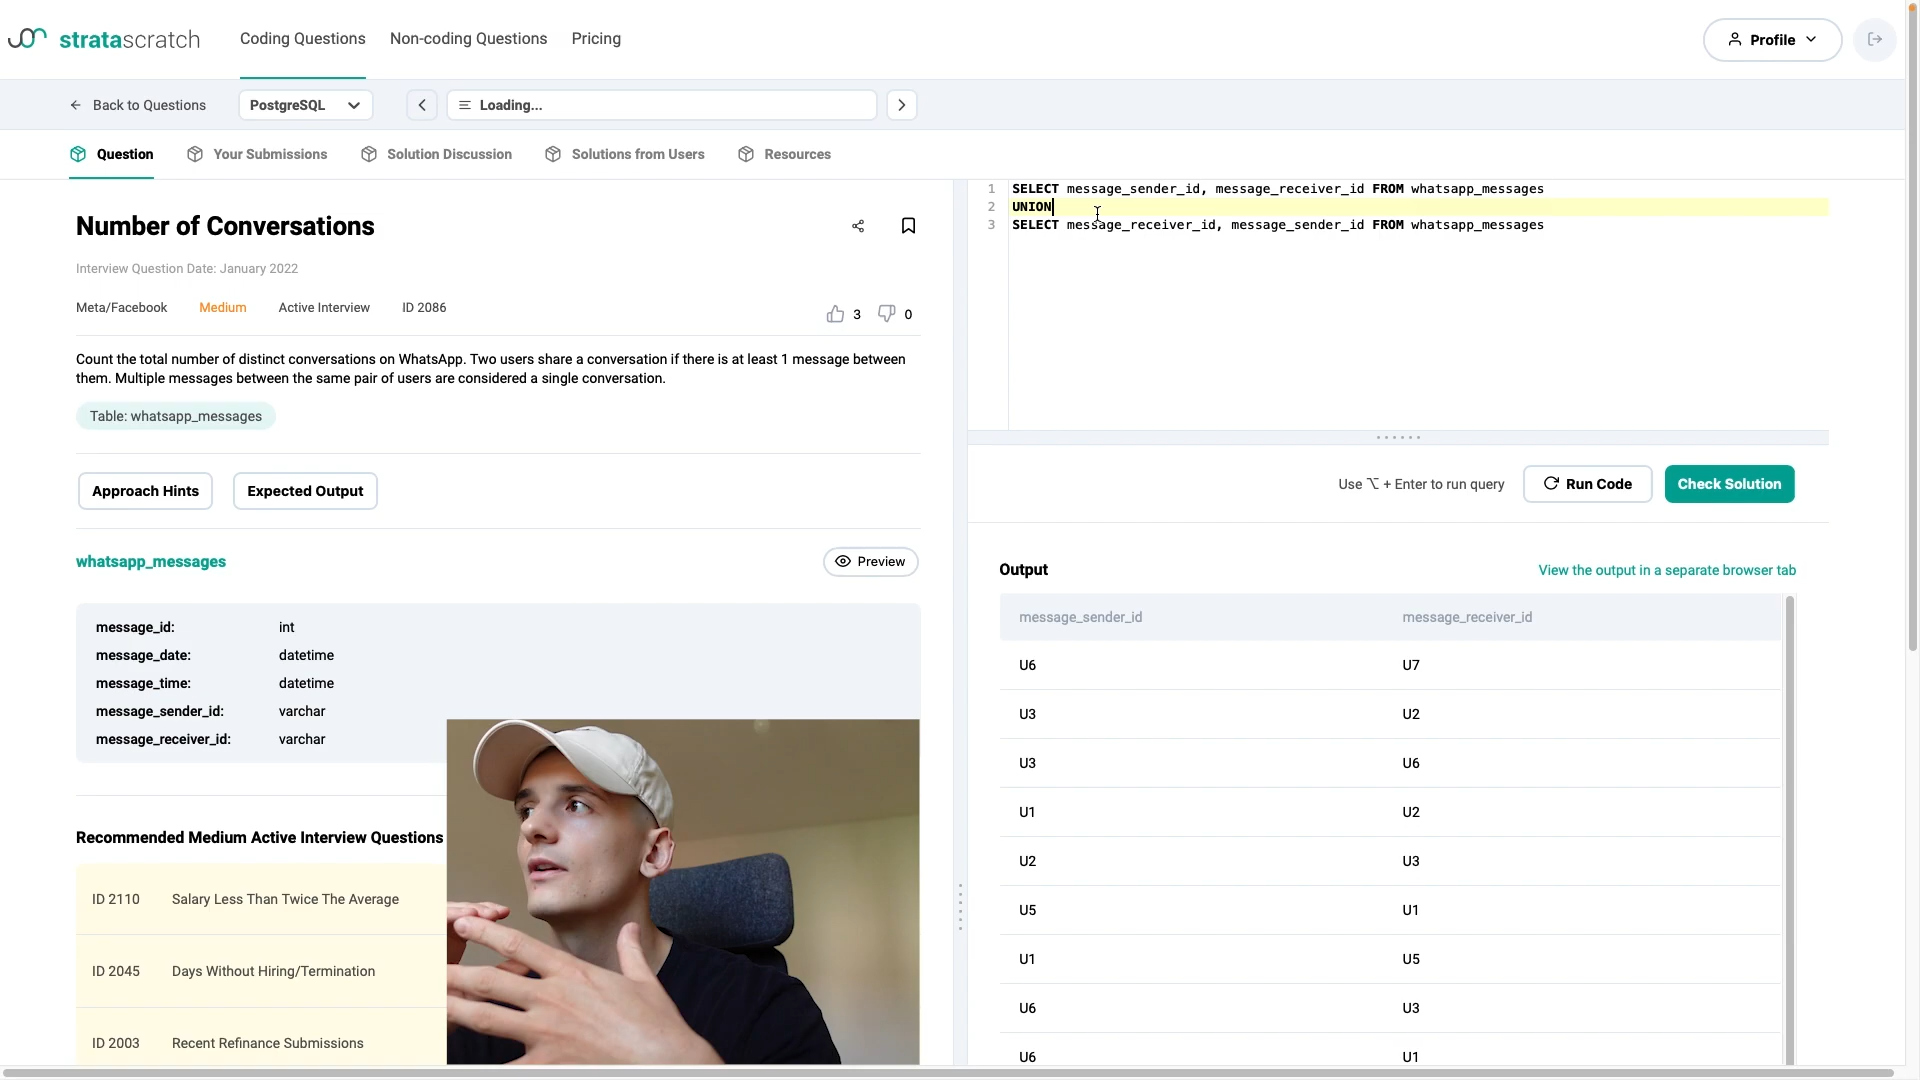 stratascratch
Coding Questions
Non-coding Questions
Pricing
Profile
Back to Questions
PostgreSQL
Loading...
Question
Your Submissions
Solution Discussion
Solutions from Users
Resources
Number of Conversations
Interview Question Date: January 2022
Meta/Facebook
Medium
Active Interview
ID 2086
3
0
Count the total number of distinct conversations on WhatsApp. Two users share a conversation if there is at least 1 message between
them. Multiple messages between the same pair of users are considered a single conversation.
Table: whatsapp_messages
Approach Hints
Expected Output
whatsapp_messages
Preview
message_id: int
message_date: datetime
message_time: datetime
message_sender_id: varchar
message_receiver_id: varchar
Recommended Medium Active Interview Questions
ID 2110 Salary Less Than Twice The Average
ID 2045 Days Without Hiring/Termination
ID 2003 Recent Refinance Submissions
1 SELECT message_sender_id, message_receiver_id FROM whatsapp_messages
2 UNION
3 SELECT message_receiver_id, message_sender_id FROM whatsapp_messages
Use ⌥ + Enter to run query
Run Code
Check Solution
Output
View the output in a separate browser tab
message_sender_id message_receiver_id
U6 U7
U3 U2
U3 U6
U1 U2
U2 U3
U5 U1
U1 U5
U6 U3
U6 U1